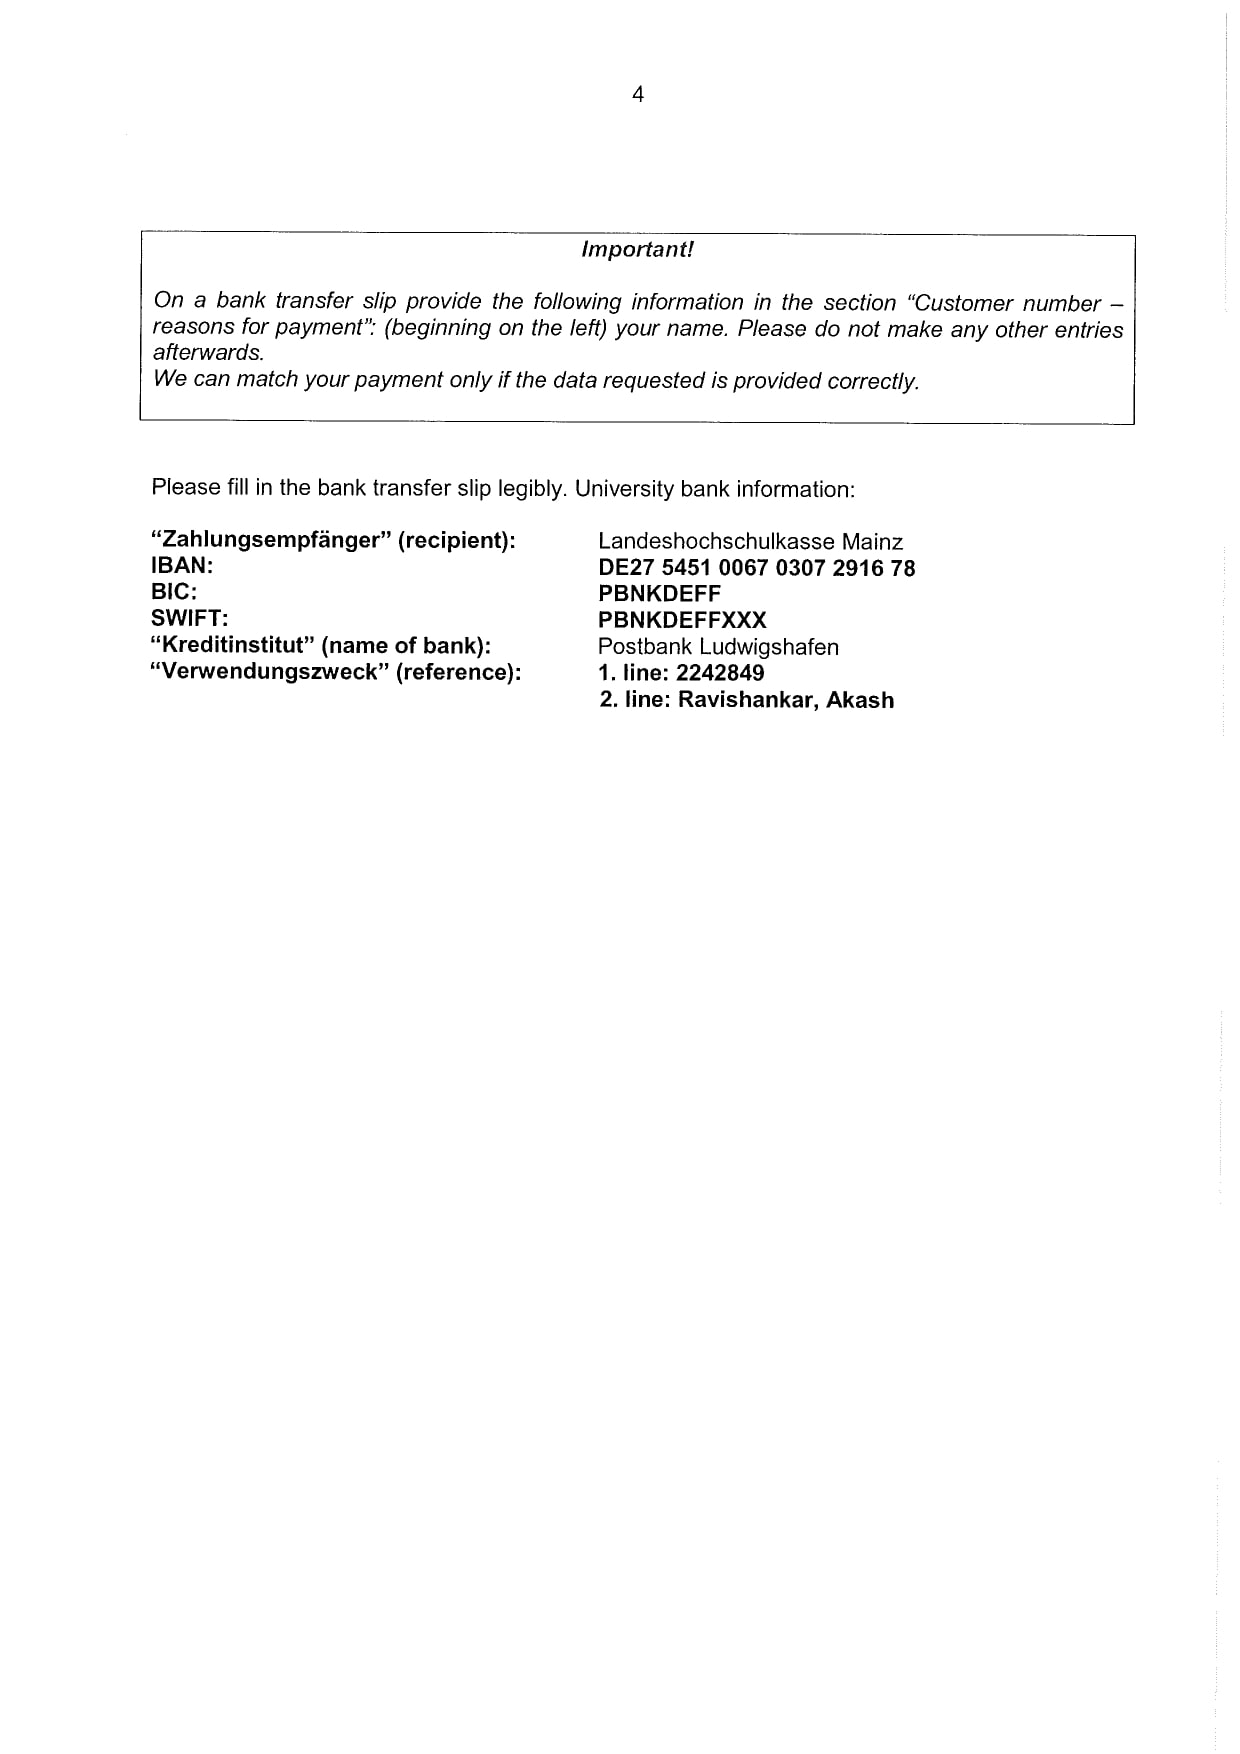 4
Important!
On a bank transfer slip provide the following information in the section “Customer number –
reasons for payment”: (beginning on the left) your name. Please do not make any other entries
afterwards.
We can match your payment only if the data requested is provided correctly.
Please fill in the bank transfer slip legibly. University bank information:
“Zahlungsempfänger” (recipient): Landeshochschulkasse Mainz
IBAN: DE27 5451 0067 0307 2916 78
BIC: PBNKDEFF
SWIFT: PBNKDEFFXXX
“Kreditinstitut” (name of bank): Postbank Ludwigshafen
“Verwendungszweck” (reference): 1. line: 2242849
2. line: Ravishankar, Akash